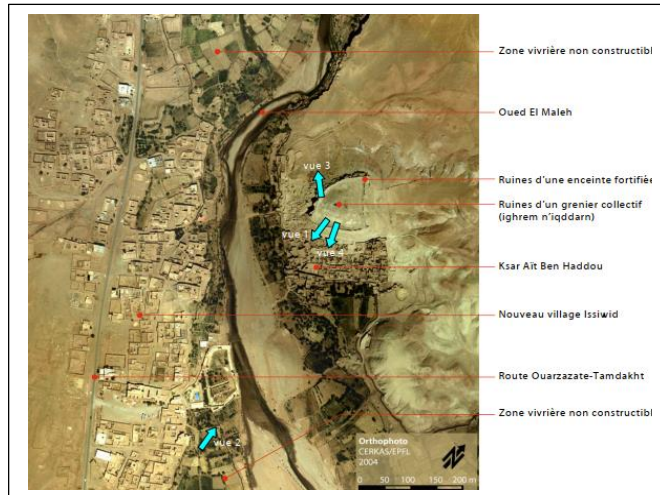 Zone vivrière non constructibl
Oued El Maleh
vue 3
Ruines d'une enceinte fortifiée
Ruines d'un grenier collectif
(ighrem n'iqddarn)
vue 1
vue 4
Ksar Aït Ben Haddou
Nouveau village Issiwid
Route Ouarzazate-Tamdakht
Zone vivrière non constructibl
vue 2
Orthophoto
CERKAS/EPFL
2004
0 50 100 150 200 m